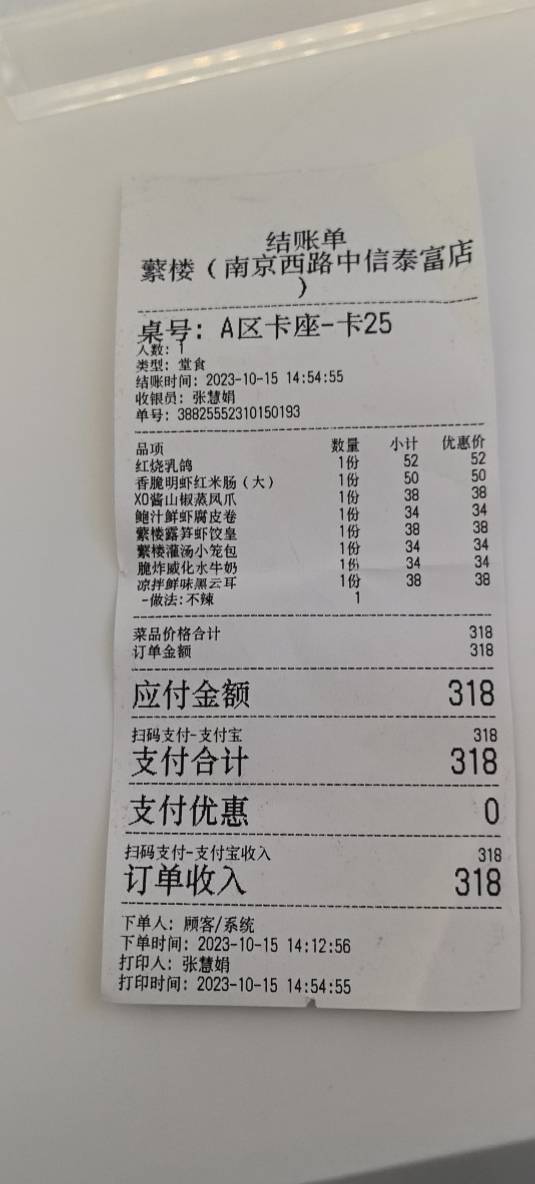 结账单
蘩楼（南京西路中信泰富店
）
桌号: A区卡座-卡25
人数: 1
类型: 堂食
结账时间: 2023-10-15 14:54:55
收银员: 张慧娟
单号: 38825552310150193
品项 数量 小计 优惠价
红烧乳鸽 1份 52 52
香脆明虾红米肠（大） 1份 50 50
XO酱山椒蒸凤爪 1份 38 38
鲍汁鲜虾腐皮卷 1份 34 34
蘩楼露笋虾饺皇 1份 38 38
蘩楼灌汤小笼包 1份 34 34
脆炸威化水牛奶 1份 34 34
凉拌鲜味黑云耳 1份 38 38
-做法:不辣 1
菜品价格合计 318
订单金额 318
应付金额 318
扫码支付-支付宝 318
支付合计 318
支付优惠 0
扫码支付-支付宝收入 318
订单收入 318
下单人: 顾客/系统
下单时间: 2023-10-15 14:12:56
打印人: 张慧娟
打印时间: 2023-10-15 14:54:55